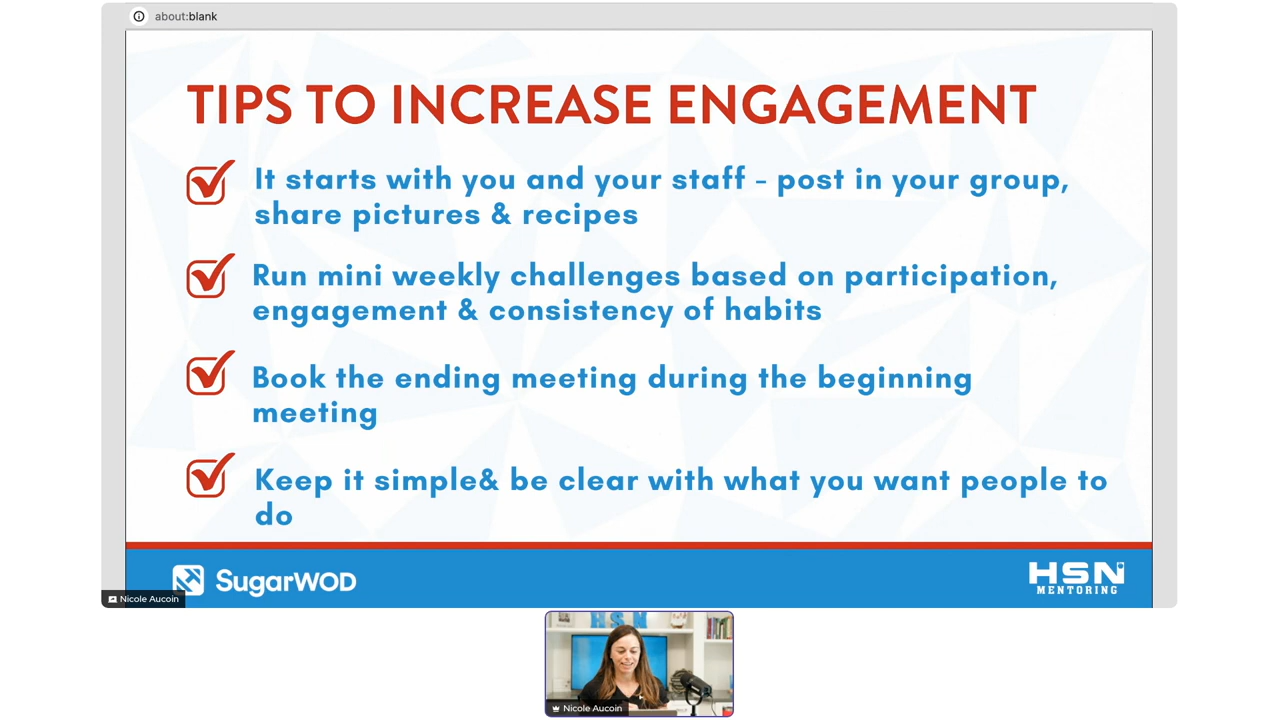 about:blank
TIPS TO INCREASE ENGAGEMENT
It starts with you and your staff - post in your group,
share pictures & recipes
Run mini weekly challenges based on participation,
engagement & consistency of habits
Book the ending meeting during the beginning
meeting
Keep it simple& be clear with what you want people to
do
SugarWOD
HSN
MENTORING
Nicole Aucoin
HSN
Nicole Aucoin